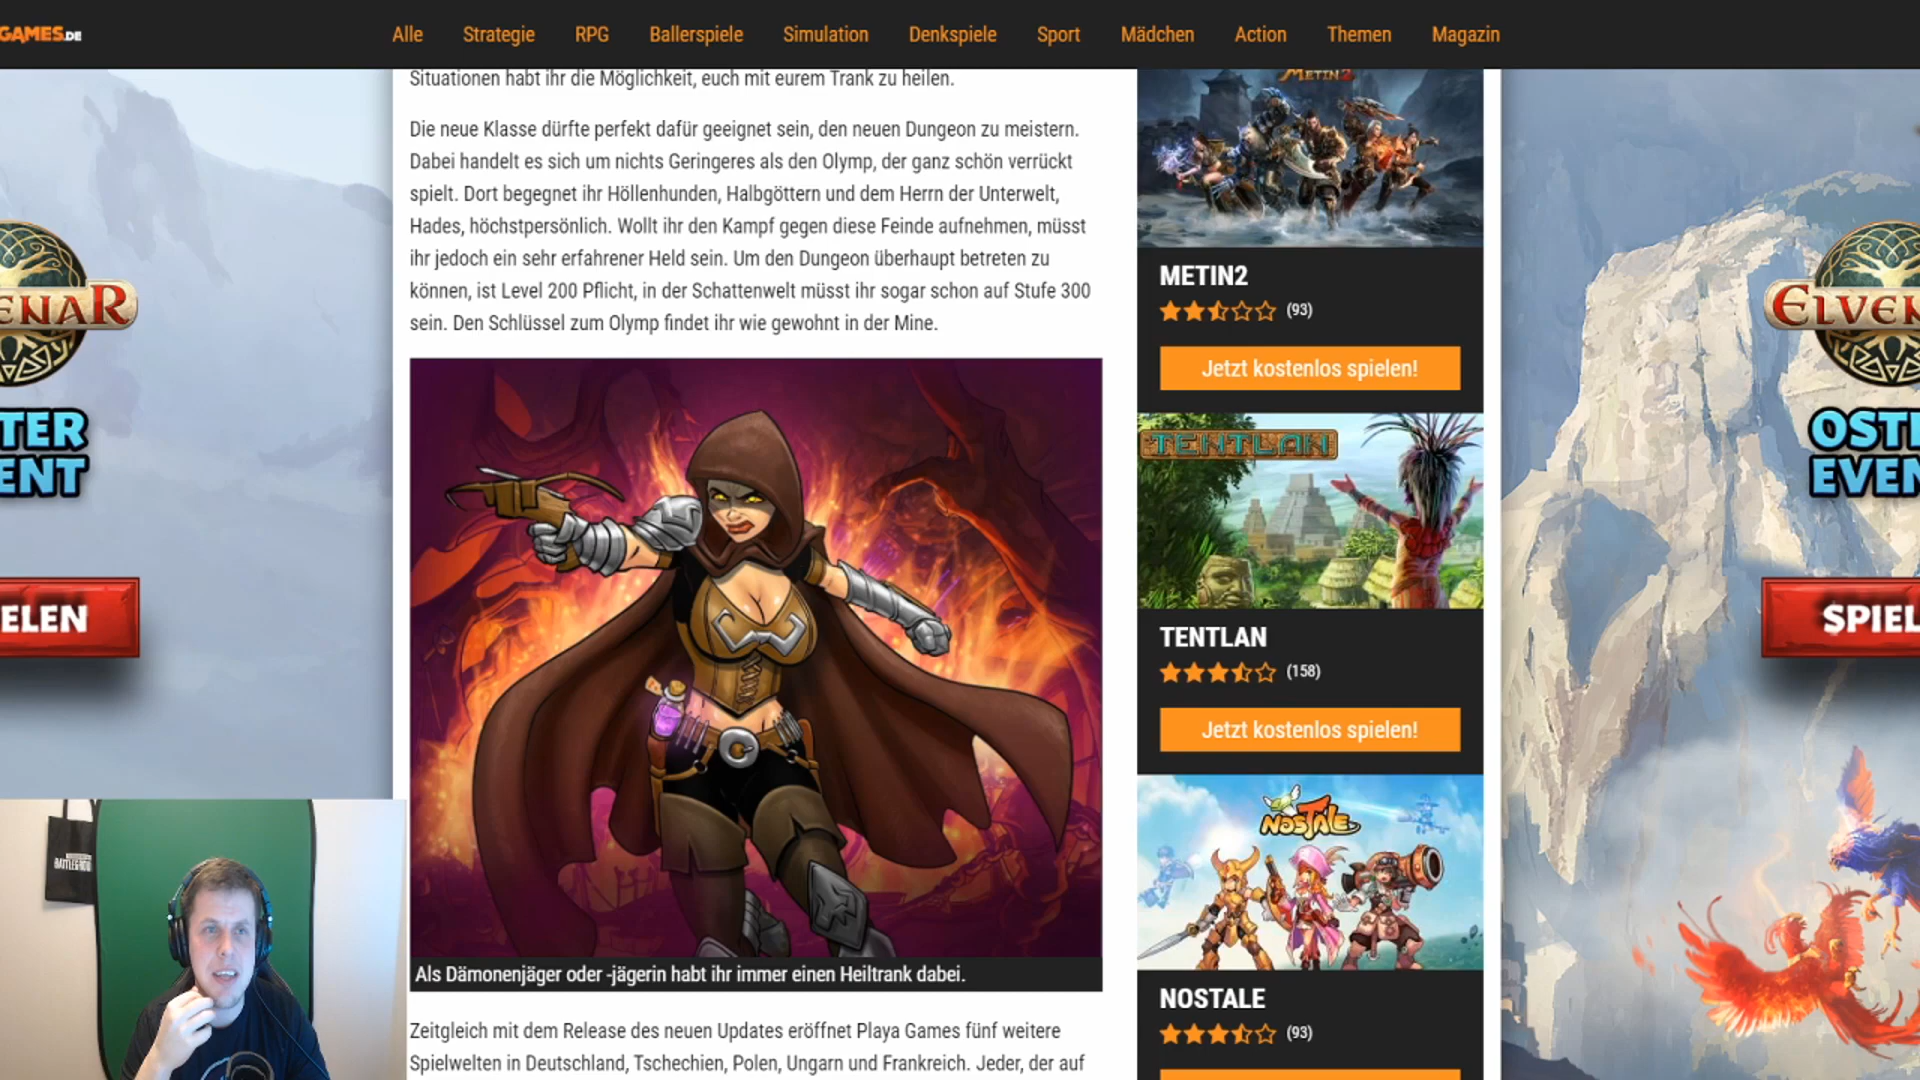 GAMES.DE
Alle Strategie RPG Ballerspiele Simulation Denkspiele Sport Mädchen Action Themen Magazin
Situationen habt ihr die Möglichkeit, euch mit eurem Trank zu heilen.
Die neue Klasse dürfte perfekt dafür geeignet sein, den neuen Dungeon zu meistern.
Dabei handelt es sich um nichts Geringeres als den Olymp, der ganz schön verrückt
spielt. Dort begegnet ihr Höllenhunden, Halbgöttern und dem Herrn der Unterwelt,
Hades, höchstpersönlich. Wollt ihr den Kampf gegen diese Feinde aufnehmen, müsst
ihr jedoch ein sehr erfahrener Held sein. Um den Dungeon überhaupt betreten zu
können, ist Level 200 Pflicht, in der Schattenwelt müsst ihr sogar schon auf Stufe 300
sein. Den Schlüssel zum Olymp findet ihr wie gewohnt in der Mine.
Als Dämonenjäger oder -jägerin habt ihr immer einen Heiltrank dabei.
Zeitgleich mit dem Release des neuen Updates eröffnet Playa Games fünf weitere
Spielwelten in Deutschland, Tschechien, Polen, Ungarn und Frankreich. Jeder, der auf
METIN2
METIN2
(93)
Jetzt kostenlos spielen!
TENTLAN
TENTLAN
(158)
Jetzt kostenlos spielen!
NOSTALE
NOSTALE
(93)
ENAR
TER
ENT
ELEN
ELVEN
OSTE
EVEN
SPIEL
BATTLEGROU